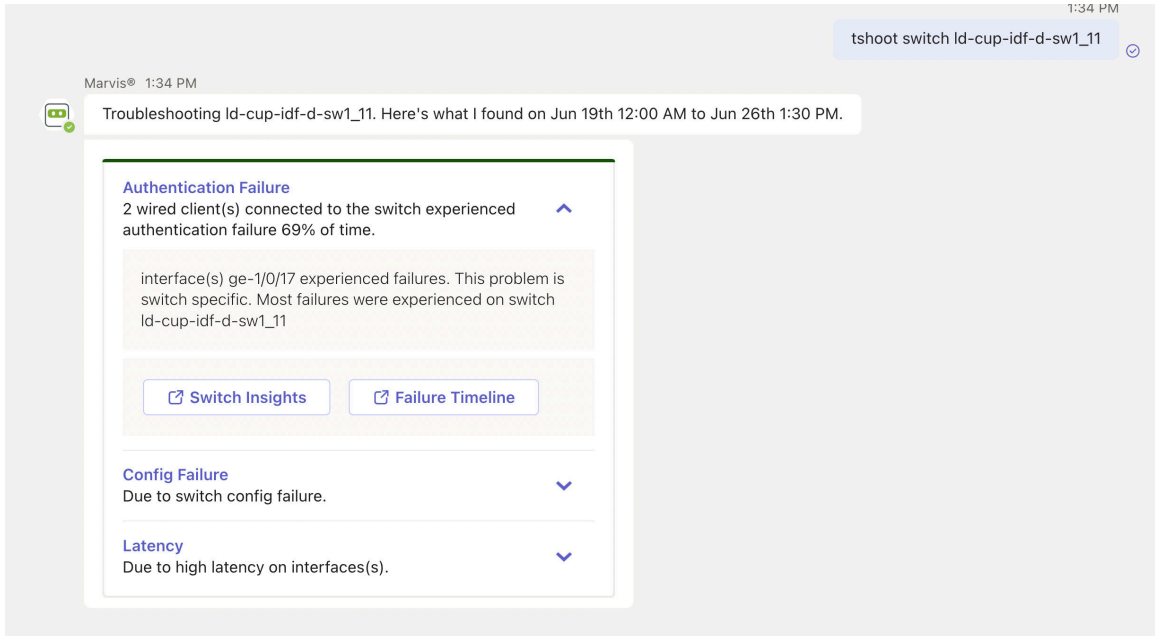 1:34 PM
tshoot switch ld-cup-idf-d-sw1_11
Marvis® 1:34 PM
Troubleshooting ld-cup-idf-d-sw1_11. Here's what I found on Jun 19th 12:00 AM to Jun 26th 1:30 PM.
Authentication Failure
2 wired client(s) connected to the switch experienced
authentication failure 69% of time.
interface(s) ge-1/0/17 experienced failures. This problem is
switch specific. Most failures were experienced on switch
ld-cup-idf-d-sw1_11
Switch Insights
Failure Timeline
Config Failure
Due to switch config failure.
Latency
Due to high latency on interfaces(s).